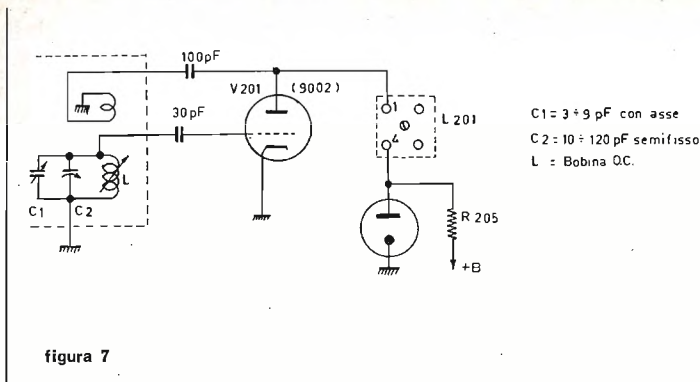 100pF
V201 (9002)
30pF
1
4
L201
C1 = 3 ÷ 9 pF con asse
C2 = 10 ÷ 120 pF semifisso
L = Bobina O.C.
L
C1
C2
R 205
+B
figura 7